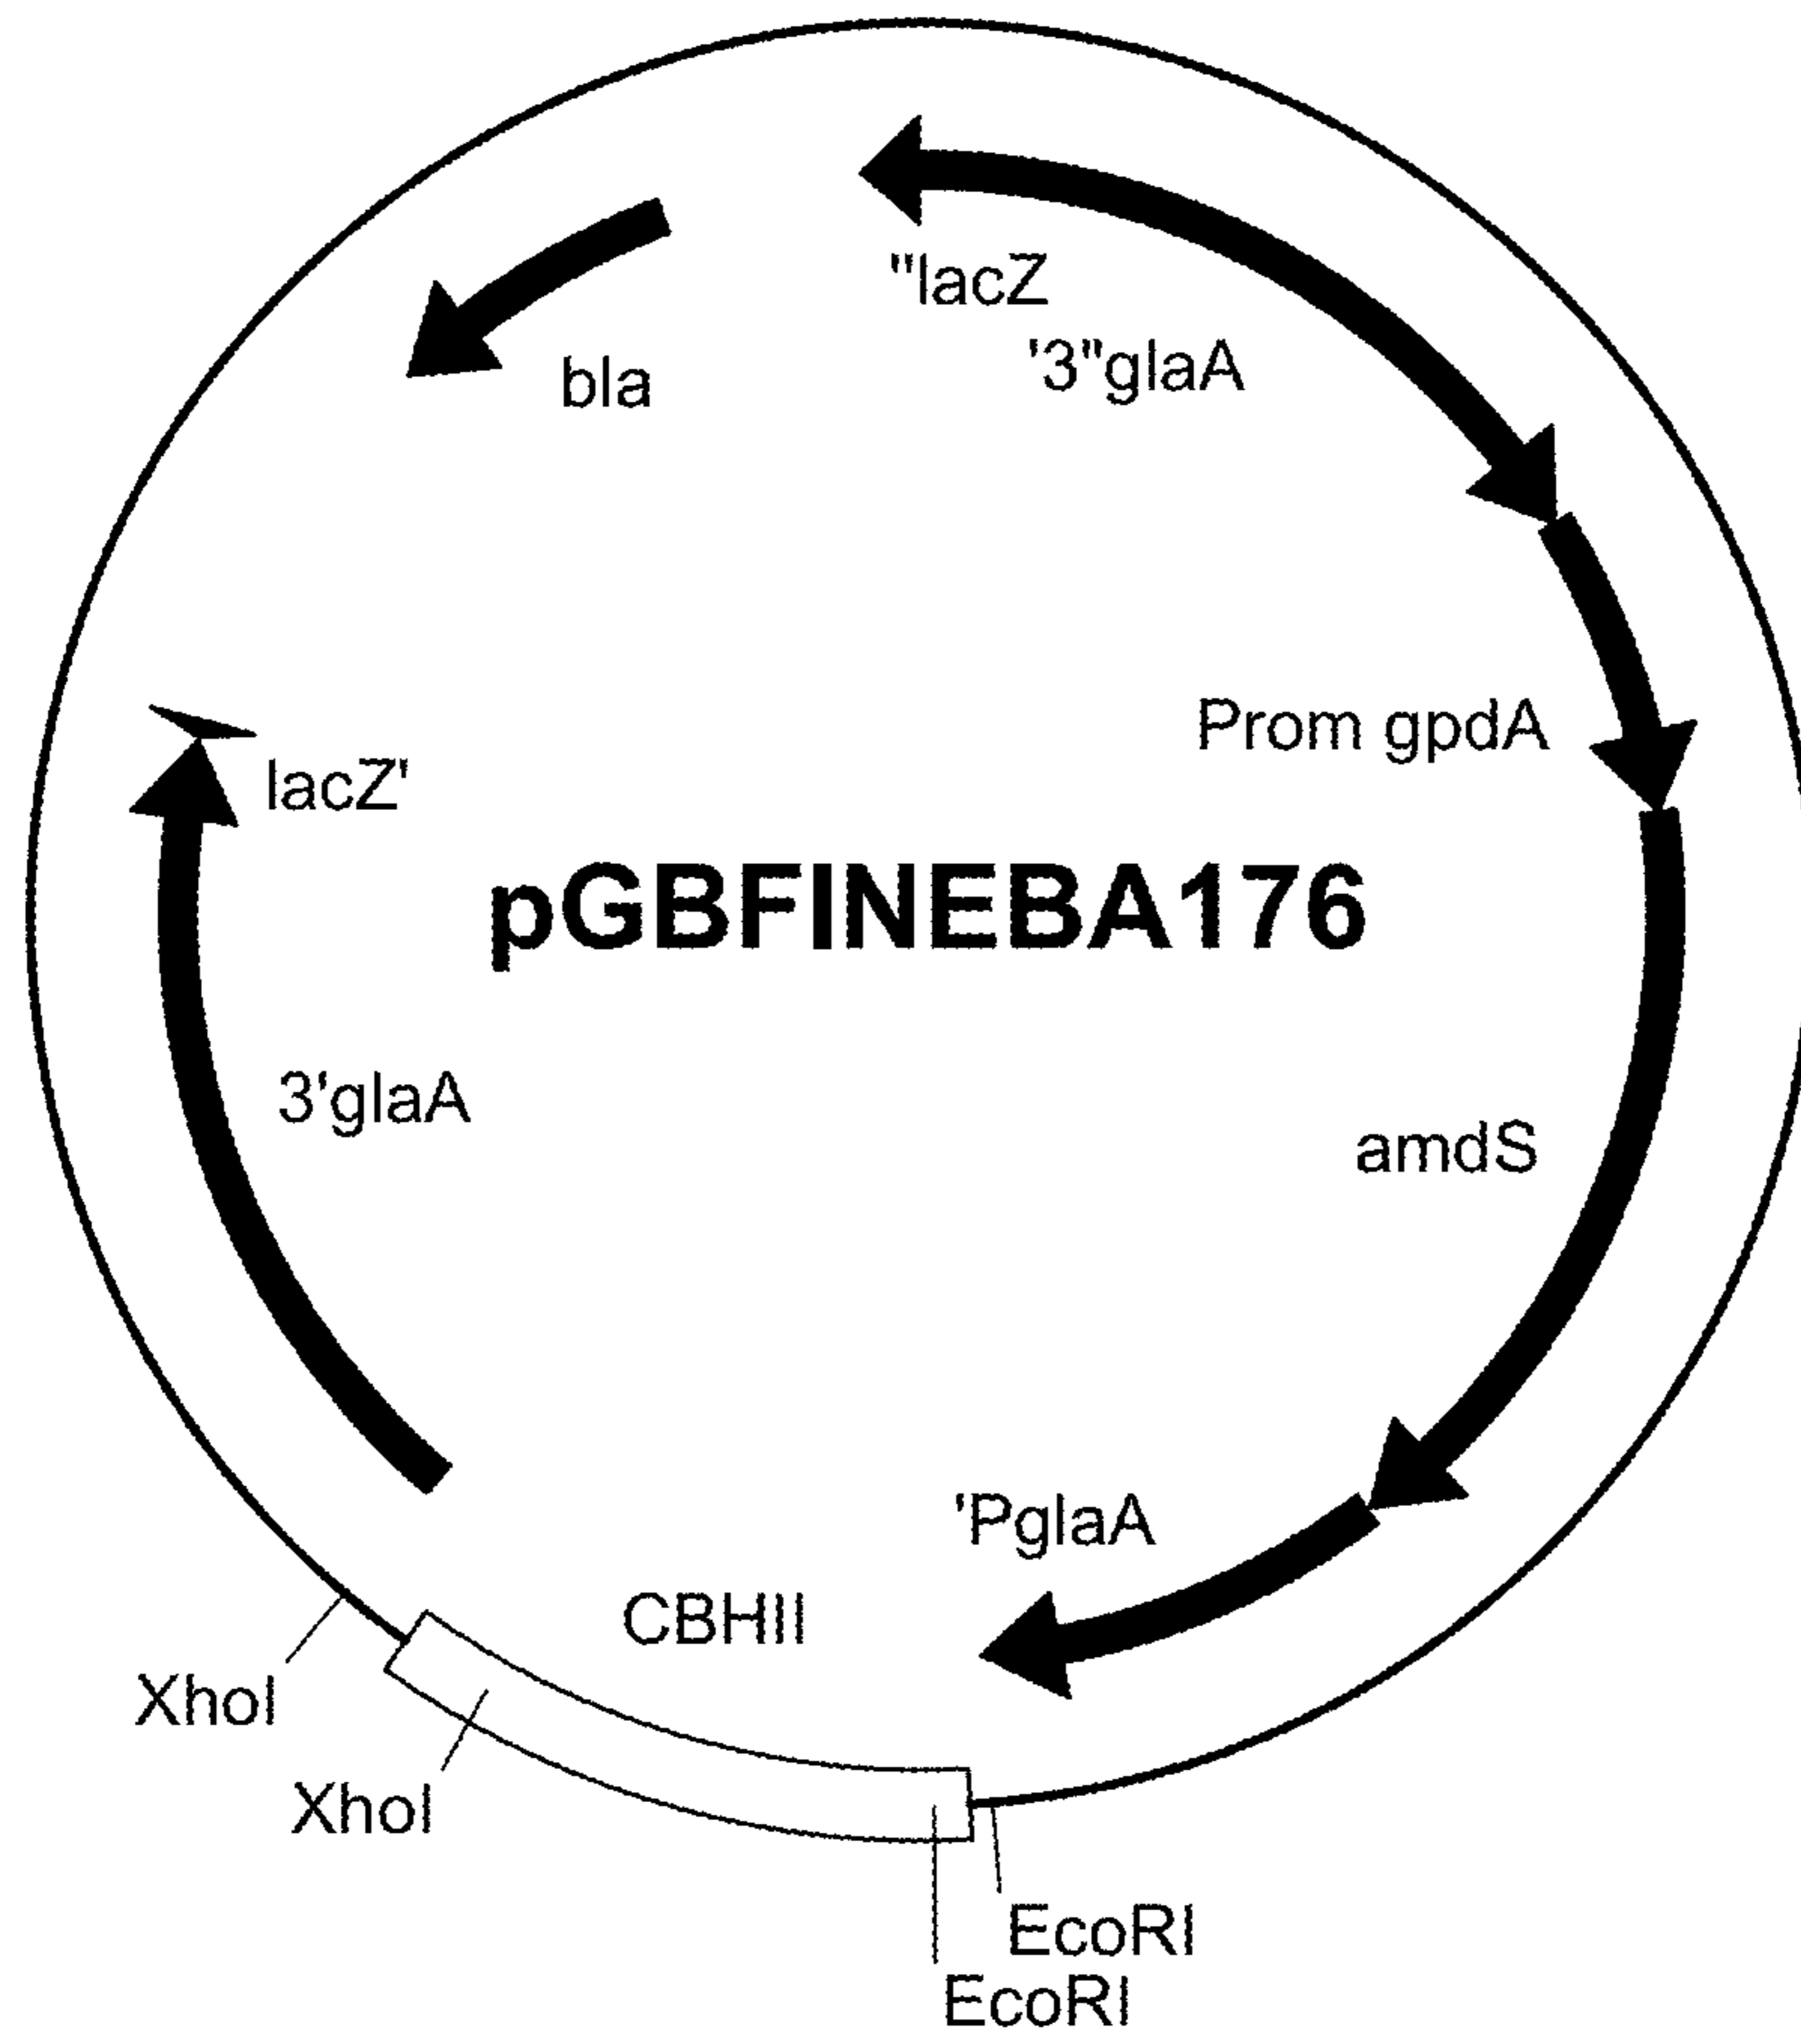 "lacZ
'3"glaA
bla
Prom gpdA
lacZ'
pGBFINEBA176
3'glaA
amdS
'PglaA
CBHII
XhoI
XhoI
EcoRI
EcoRI